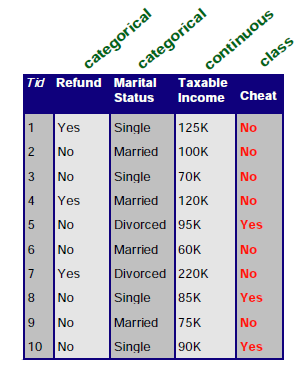 categorical categorical continuous class
Tid Refund Marital Status Taxable Income Cheat
1 Yes Single 125K No
2 No Married 100K No
3 No Single 70K No
4 Yes Married 120K No
5 No Divorced 95K Yes
6 No Married 60K No
7 Yes Divorced 220K No
8 No Single 85K Yes
9 No Married 75K No
10 No Single 90K Yes